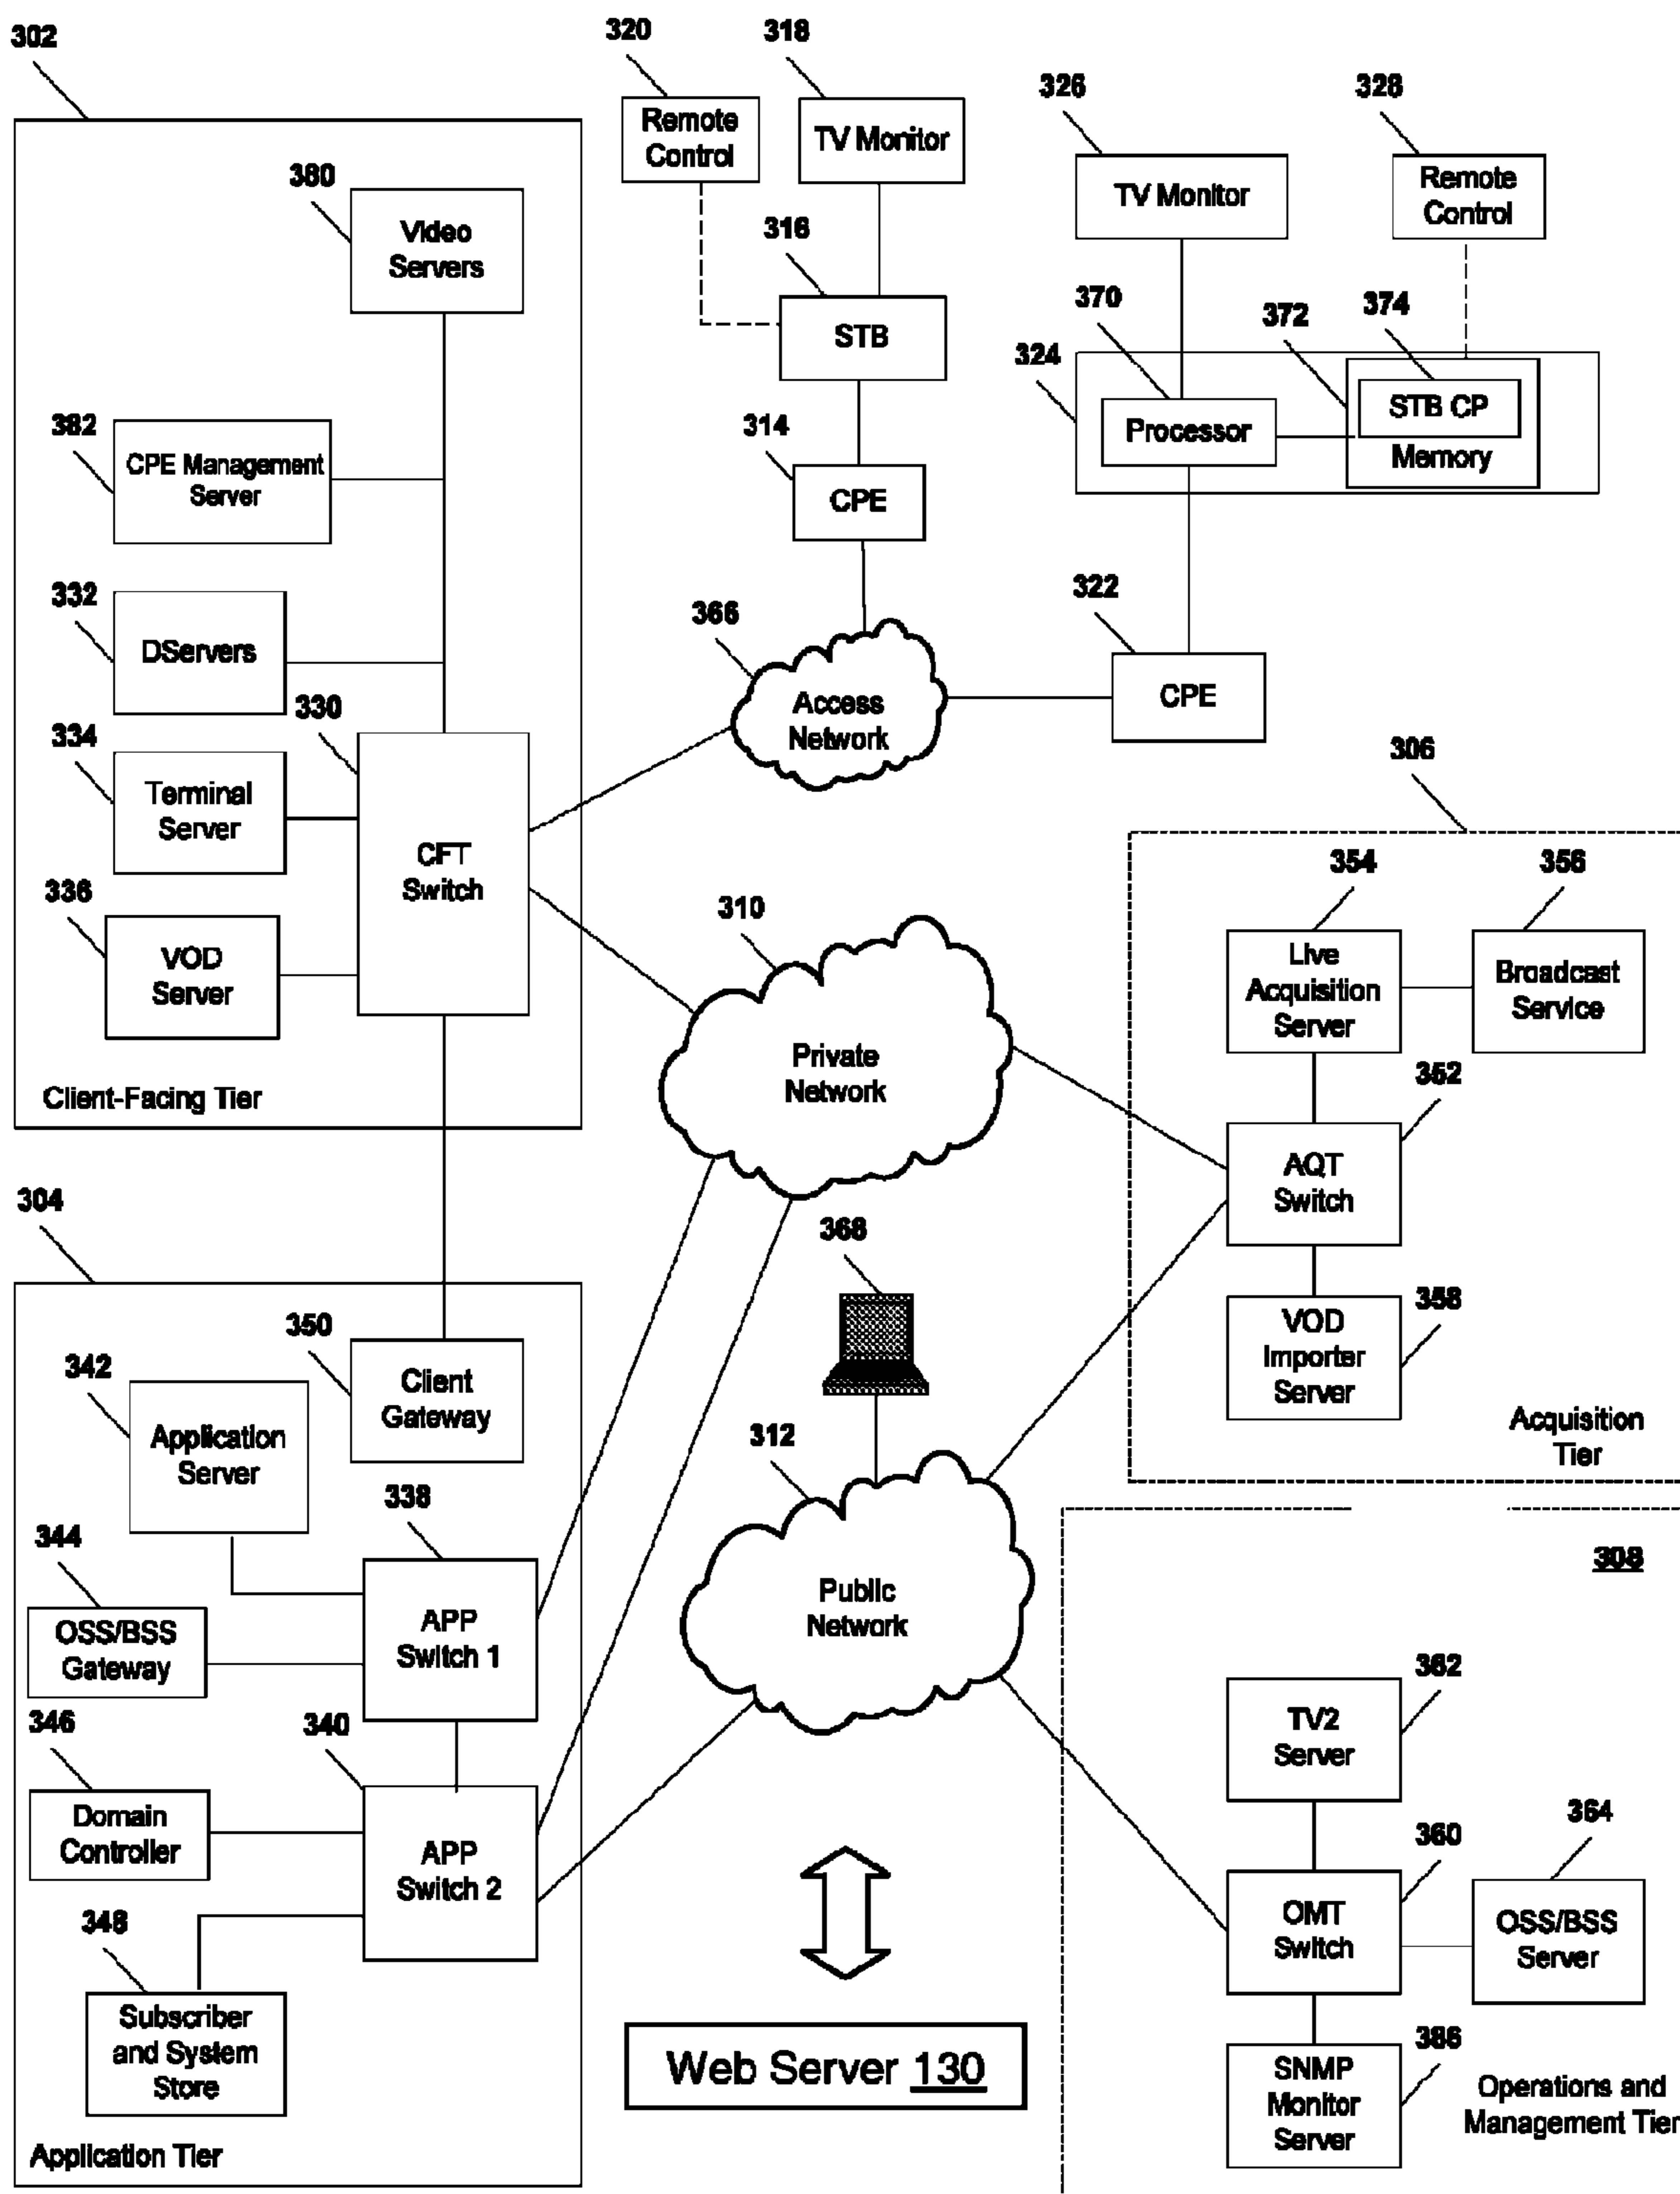 302
320
318
326
328
Remote
Control
TV Monitor
TV Monitor
Remote
Control
380
Video
Servers
316
STB
370
372
374
324
STB CP
Processor
Memory
382
CPE Management
Server
314
CPE
332
DServers
366
Access
Network
322
CPE
330
334
Terminal
Server
CFT
Switch
336
VOD
Server
Client-Facing Tier
306
354
356
Live
Acquisition
Server
Broadcast
Service
310
Private
Network
352
AQT
Switch
358
VOD
Importer
Server
Acquisition
Tier
304
350
Client
Gateway
342
Application
Server
368
312
Public
Network
338
344
OSS/BSS
Gateway
APP
Switch 1
308
362
TV2
Server
346
340
Domain
Controller
APP
Switch 2
360
364
OMT
Switch
OSS/BSS
Server
348
Subscriber
and System
Store
Application Tier
Web Server 130
386
SNMP
Monitor
Server
Operations and
Management Tier